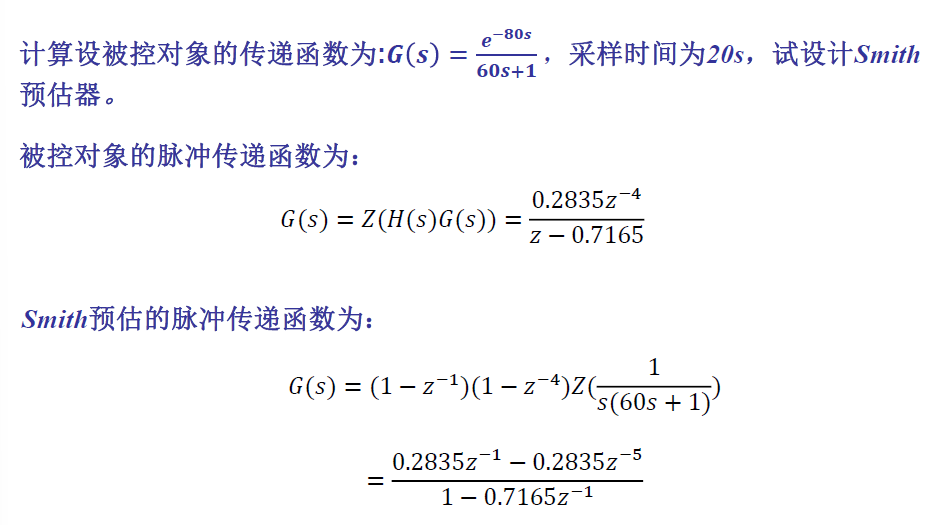 计算设被控对象的传递函数为:G(s) = e^{-80s}/(60s+1)，采样时间为20s，试设计Smith
预估器。
被控对象的脉冲传递函数为：
G(s) = Z(H(s)G(s)) = 0.2835z^{-4}/(z − 0.7165)
Smith预估的脉冲传递函数为：
G(s) = (1 − z^{-1})(1 − z^{-4})Z(1/(s(60s + 1)))
= (0.2835z^{-1} − 0.2835z^{-5})/(1 − 0.7165z^{-1})